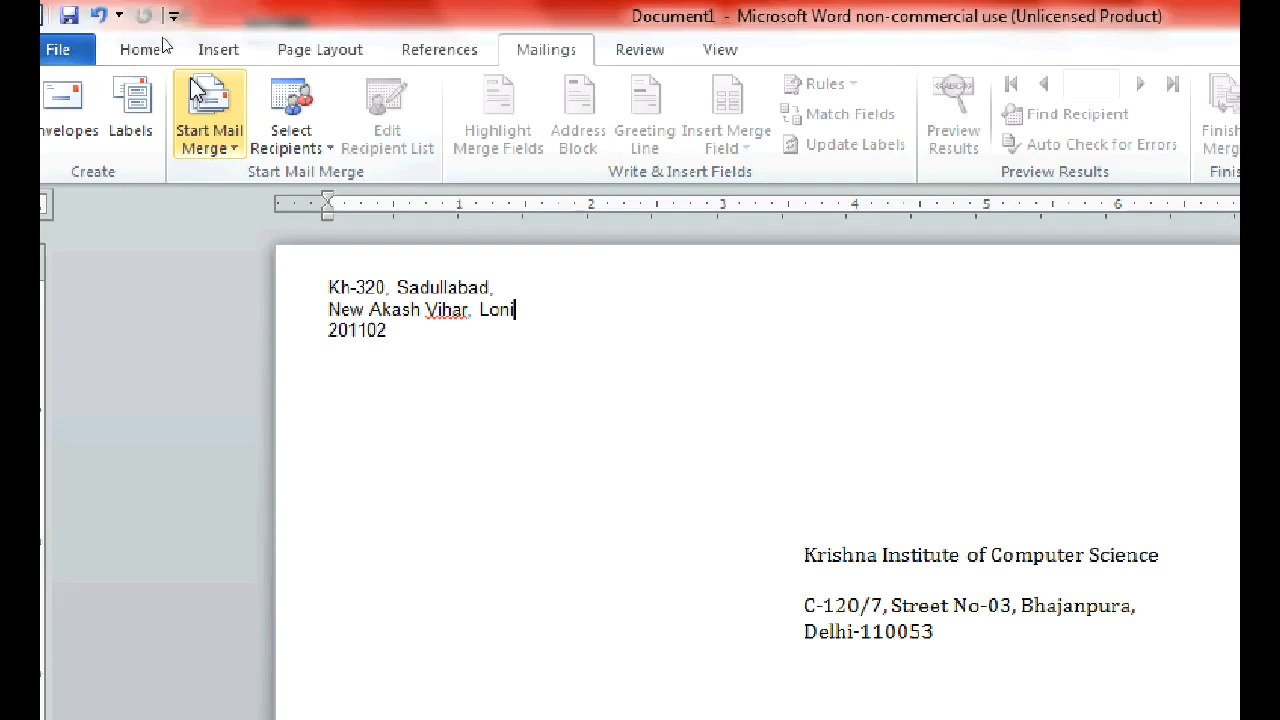 Document1 - Microsoft Word non-commercial use (Unlicensed Product)
File Home Insert Page Layout References Mailings Review View
Labels
Start Mail Merge
Select Recipients
Edit Recipient List
Highlight Merge Fields
Address Block
Greeting Line
Insert Merge Field
Rules
Match Fields
Update Labels
Preview Results
Find Recipient
Auto Check for Errors
Create
Start Mail Merge
Write & Insert Fields
Preview Results
1 2 3 4 5 6
Kh-320, Sadullabad,
New Akash Vihar, Loni
201102
Krishna Institute of Computer Science
C-120/7, Street No-03, Bhajanpura,
Delhi-110053